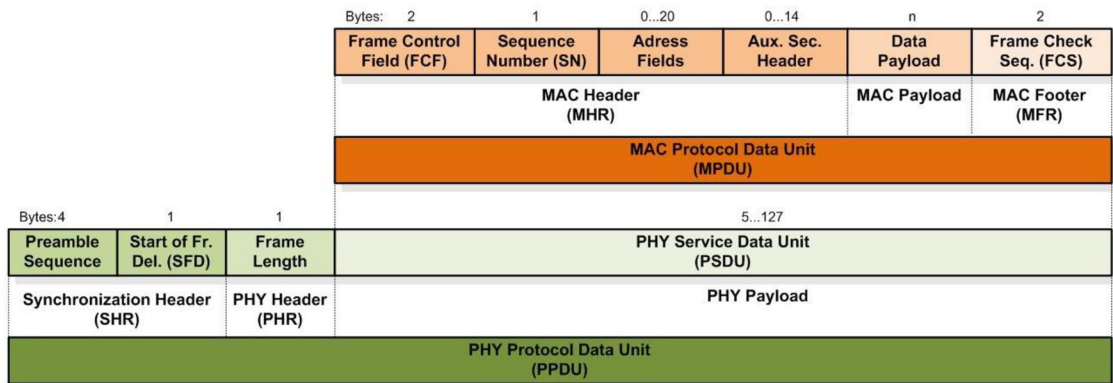 Bytes: 2 1 0...20 0...14 n 2
Frame Control Sequence Adress Aux. Sec. Data Frame Check
Field (FCF) Number (SN) Fields Header Payload Seq. (FCS)
MAC Header MAC Payload MAC Footer
(MHR) (MFR)
MAC Protocol Data Unit
(MPDU)
Bytes:4 1 1 5...127
Preamble Start of Fr. Frame PHY Service Data Unit
Sequence Del. (SFD) Length (PSDU)
Synchronization Header PHY Header PHY Payload
(SHR) (PHR)
PHY Protocol Data Unit
(PPDU)